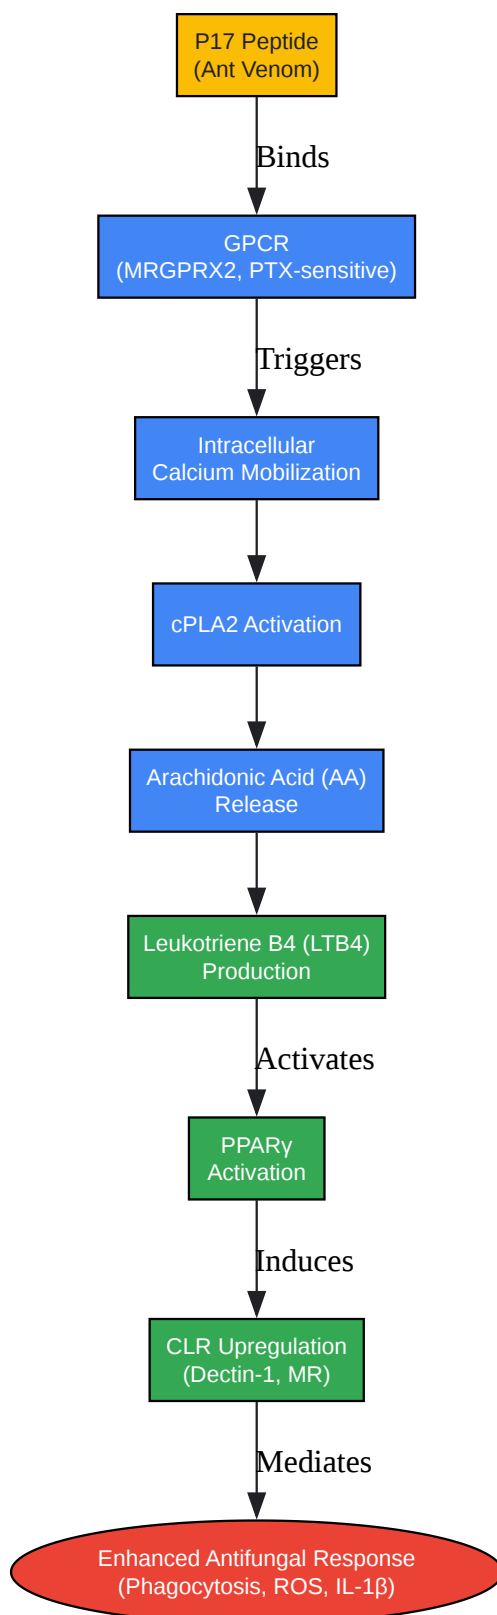 P17 Peptide
(Ant Venom)
Binds
GPCR
(MRGPRX2, PTX-sensitive)
Triggers
Intracellular
Calcium Mobilization
cPLA2 Activation
Arachidonic Acid (AA)
Release
Leukotriene B4 (LTB4)
Production
Activates
PPARγ
Activation
Induces
CLR Upregulation
(Dectin-1, MR)
Mediates
Enhanced Antifungal Response
(Phagocytosis, ROS, IL-1β)